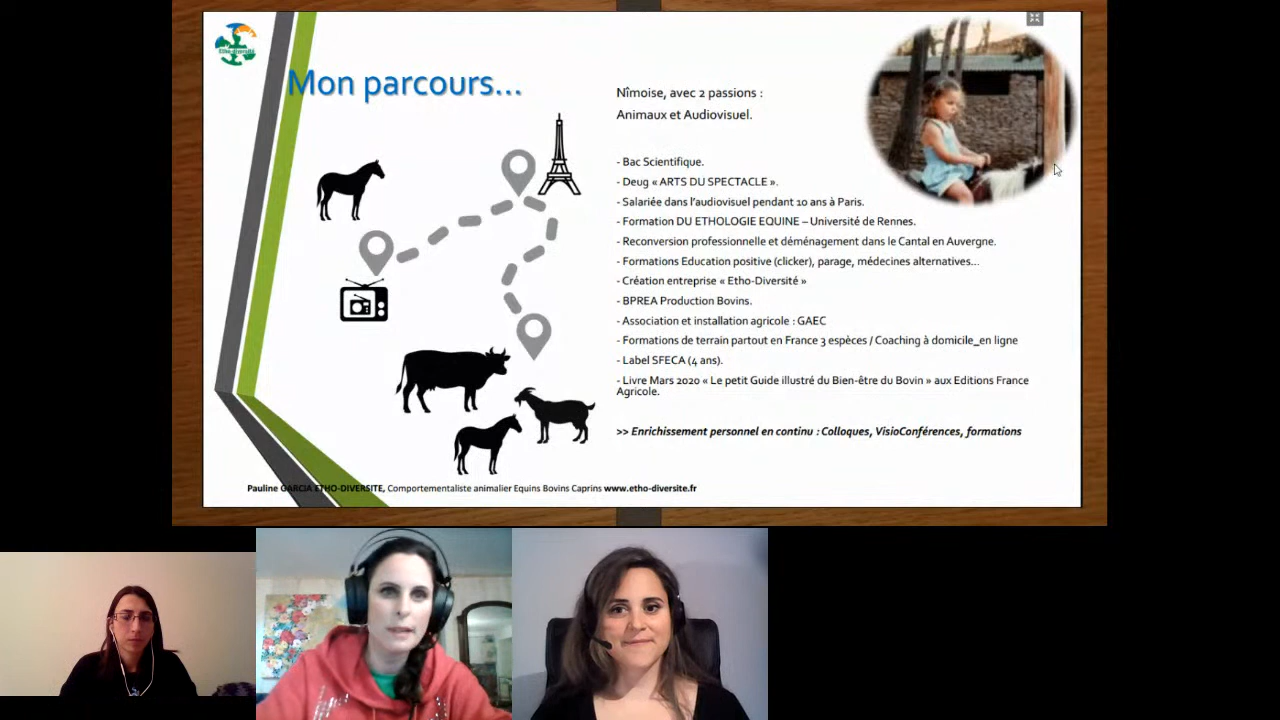 Etho-diversité
Mon parcours...
Nîmoise, avec 2 passions :
Animaux et Audiovisuel.
- Bac Scientifique.
- Deug « ARTS DU SPECTACLE ».
- Salariée dans l'audiovisuel pendant 10 ans à Paris.
- Formation DU ETHOLOGIE EQUINE – Université de Rennes.
- Reconversion professionnelle et déménagement dans le Cantal en Auvergne.
- Formations Education positive (clicker), parage, médecines alternatives...
- Création entreprise « Etho-Diversité »
- BPREA Production Bovins.
- Association et installation agricole : GAEC
- Formations de terrain partout en France 3 espèces / Coaching à domicile_en ligne
- Label SFECA (4 ans).
- Livre Mars 2020 « Le petit Guide illustré du Bien-être du Bovin » aux Editions France
Agricole.
>> Enrichissement personnel en continu : Colloques, VisioConférences, formations
Pauline GARCIA ETHO-DIVERSITE, Comportementaliste animalier Equins Bovins Caprins www.etho-diversite.fr